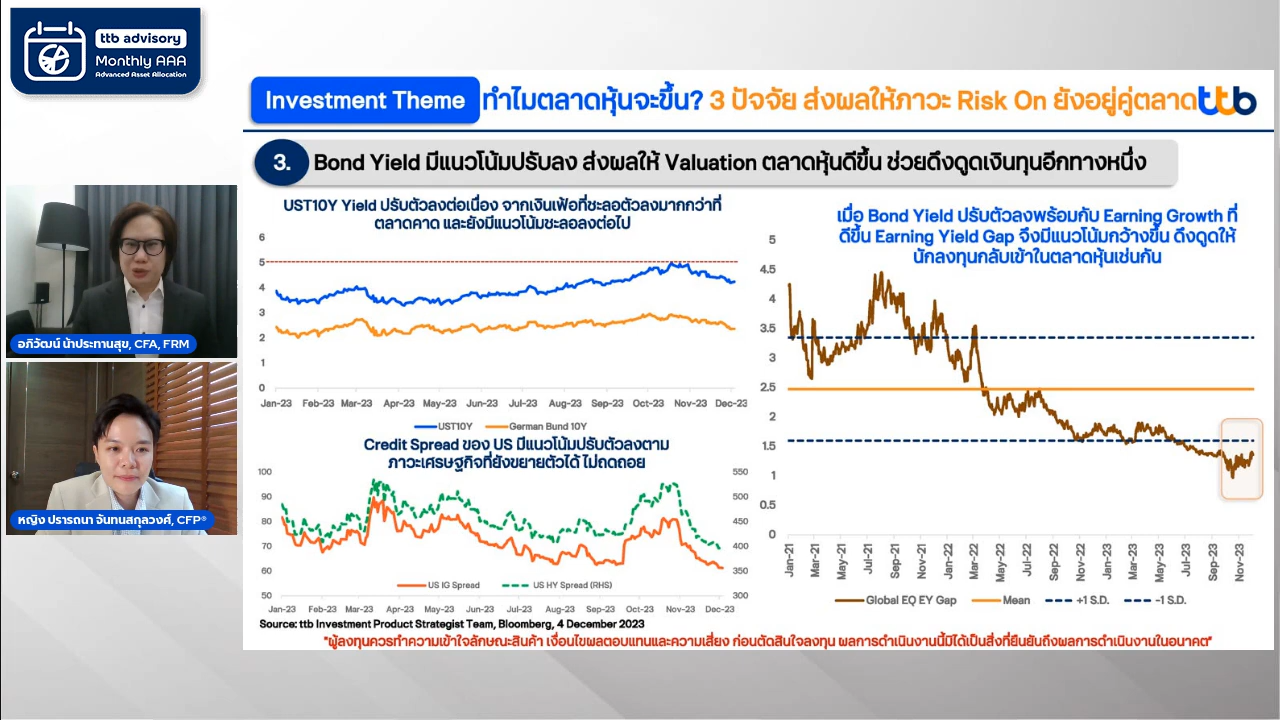 ttb advisory
Monthly AAA
Advanced Asset Allocation
Investment Theme
ทำไมตลาดหุ้นจะขึ้น? 3 ปัจจัย ส่งผลให้ภาวะ Risk On ยังอยู่คู่ตลาด
ttb
3.
Bond Yield มีแนวโน้มปรับลง ส่งผลให้ Valuation ตลาดหุ้นดีขึ้น ช่วยดึงดูดเงินทุนอีกทางหนึ่ง
UST10Y Yield ปรับตัวลงต่อเนื่อง จากเงินเฟ้อที่ชะลอตัวลงมากกว่าที่
ตลาดคาด และยังมีแนวโน้มชะลอลงต่อไป
6
5
4
3
2
1
0
Jan-23 Feb-23 Mar-23 Apr-23 May-23 Jun-23 Jul-23 Aug-23 Sep-23 Oct-23 Nov-23 Dec-23
UST10Y German Bund 10Y
Credit Spread ของ US มีแนวโน้มปรับตัวลงตาม
ภาวะเศรษฐกิจที่ยังขยายตัวได้ ไม่ถดถอย
100 550
90 500
80 450
70 400
60 350
50 300
US IG Spread US HY Spread (RHS)
Jan-23 Feb-23 Mar-23 Apr-23 May-23 Jun-23 Jul-23 Aug-23 Sep-23 Oct-23 Nov-23 Dec-23
เมื่อ Bond Yield ปรับตัวลงพร้อมกับ Earning Growth ที่
ดีขึ้น Earning Yield Gap จึงมีแนวโน้มกว้างขึ้น ดึงดูดให้
นักลงทุนกลับเข้าในตลาดหุ้นเช่นกัน
5
4.5
4
3.5
3
2.5
2
1.5
1
0.5
0
Jan-21 Mar-21 May-21 Jul-21 Sep-21 Nov-21 Jan-22 Mar-22 May-22 Jul-22 Sep-22 Nov-22 Jan-23 Mar-23 May-23 Jul-23 Sep-23 Nov-23
Global EQ EY Gap Mean +1 S.D. -1 S.D.
Source: ttb Investment Product Strategist Team, Bloomberg, 4 December 2023
"ผู้ลงทุนควรทำความเข้าใจลักษณะสินค้า เงื่อนไขผลตอบแทนและความเสี่ยง ก่อนตัดสินใจลงทุน ผลการดำเนินงานนี้มิได้เป็นสิ่งที่ยืนยันถึงผลการดำเนินงานในอนาคต"
อภิวัฒน์ น้าประทานสุข, CFA, FRM
หญิง ปรารถนา จันทนสกุลวงศ์, CFP®